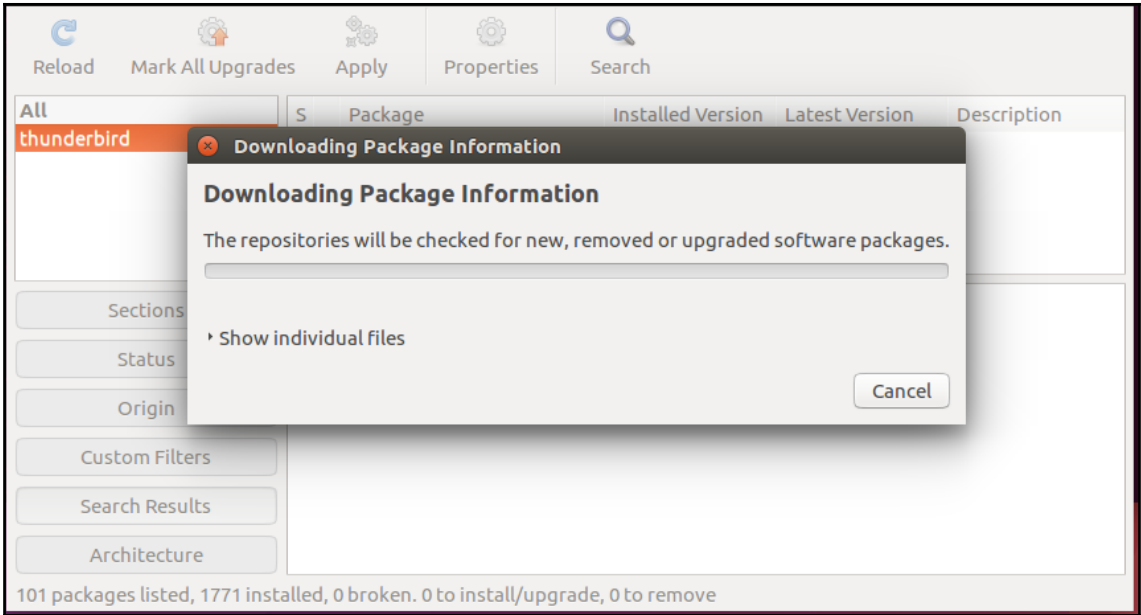 Reload Mark All Upgrades Apply Properties Search
All
S Package Installed Version Latest Version Description
thunderbird
Downloading Package Information
Downloading Package Information
The repositories will be checked for new, removed or upgraded software packages.
Show individual files
Cancel
Sections
Status
Origin
Custom Filters
Search Results
Architecture
101 packages listed, 1771 installed, 0 broken. 0 to install/upgrade, 0 to remove